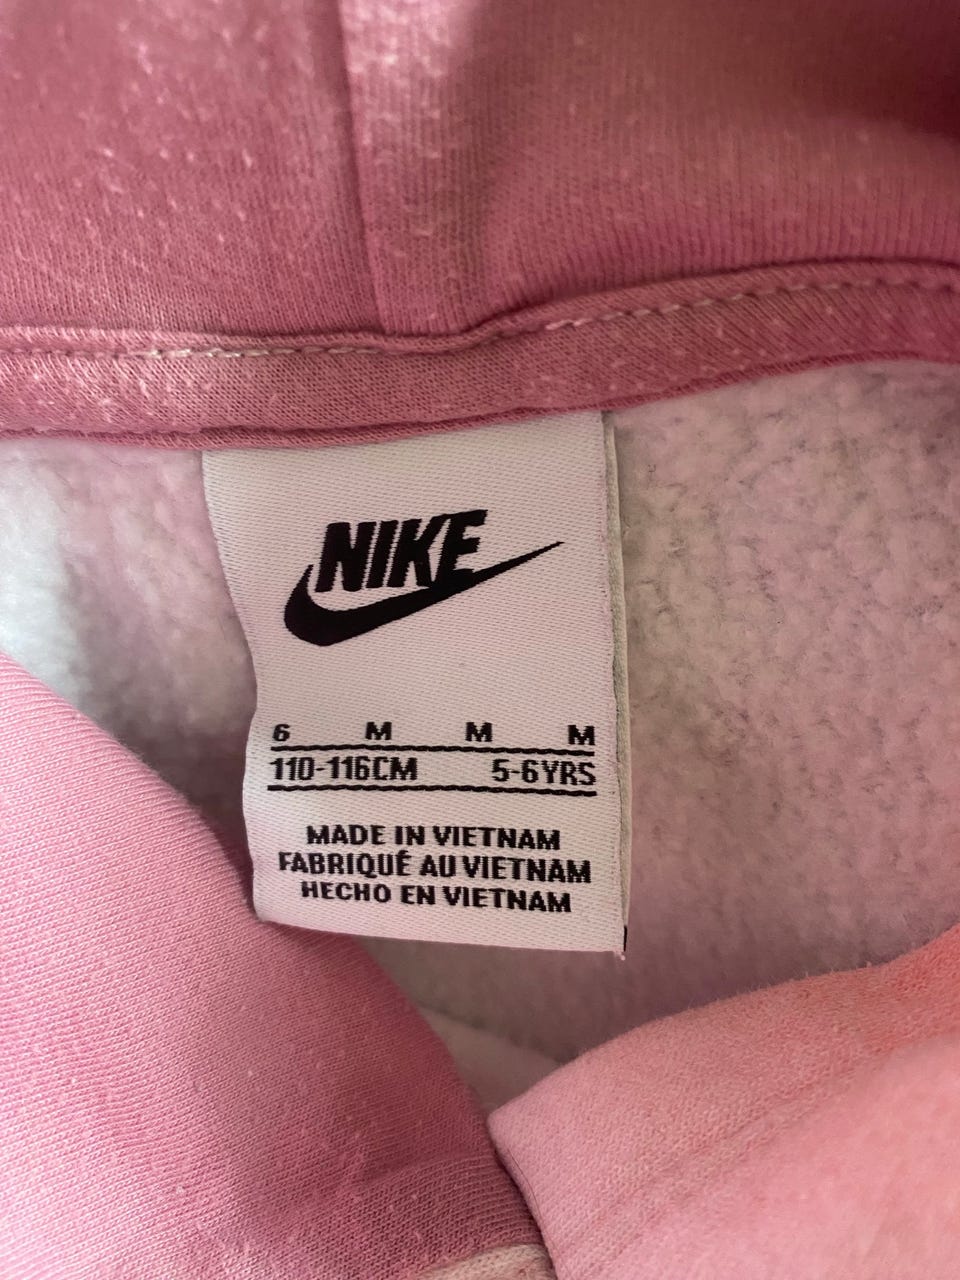 NIKE
6 M M M
110-116CM 5-6YRS
MADE IN VIETNAM
FABRIQUÉ AU VIETNAM
HECHO EN VIETNAM